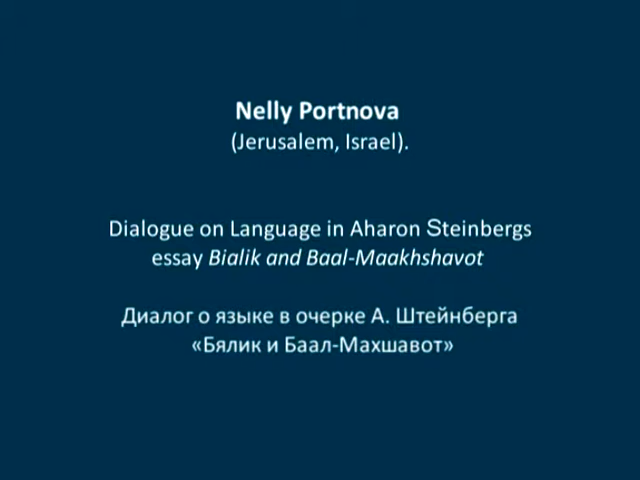 Nelly Portnova
(Jerusalem, Israel).
Dialogue on Language in Aharon Steinbergs
essay Bialik and Baal-Maakhshavot
Диалог о языке в очерке А. Штейнберга
«Бялик и Баал-Махшавот»